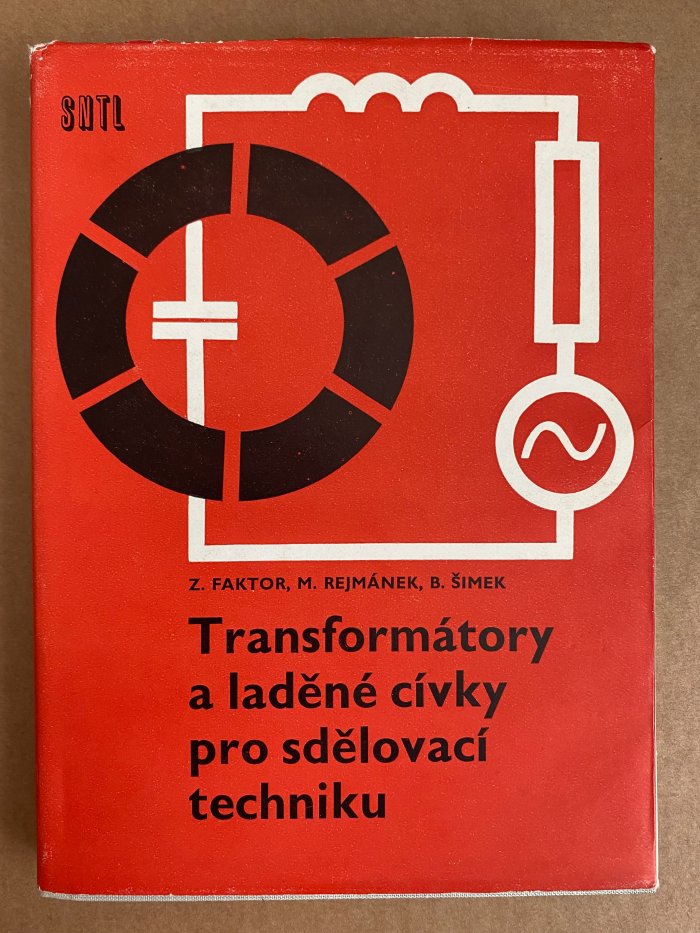 SNTL
Z. FAKTOR, M. REJMÁNEK, B. ŠIMEK
Transformátory
a laděné cívky
pro sdělovací
techniku